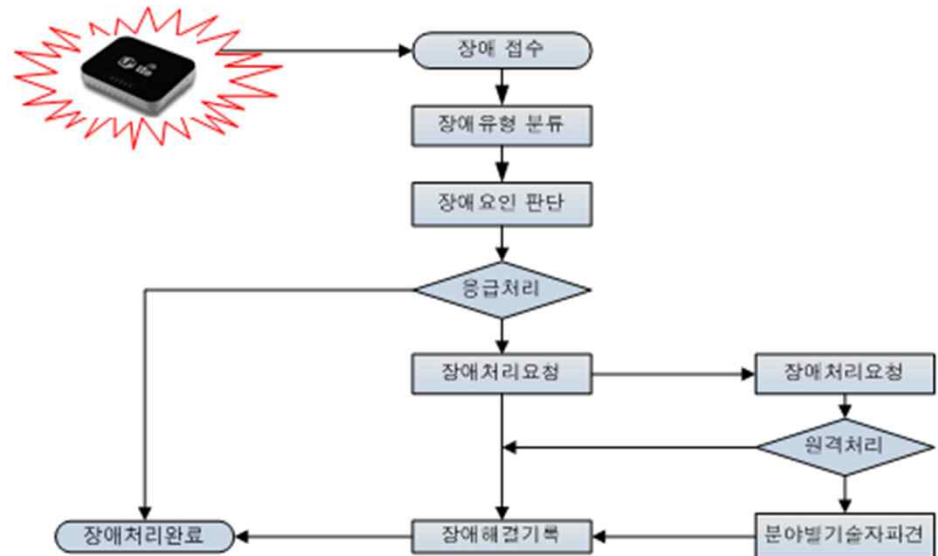 장애 접수
장애유형 분류
장애요인 판단
응급처리
장애처리요청
장애처리요청
원격처리
장애처리완료
장애해결기록
분야별기술자파견